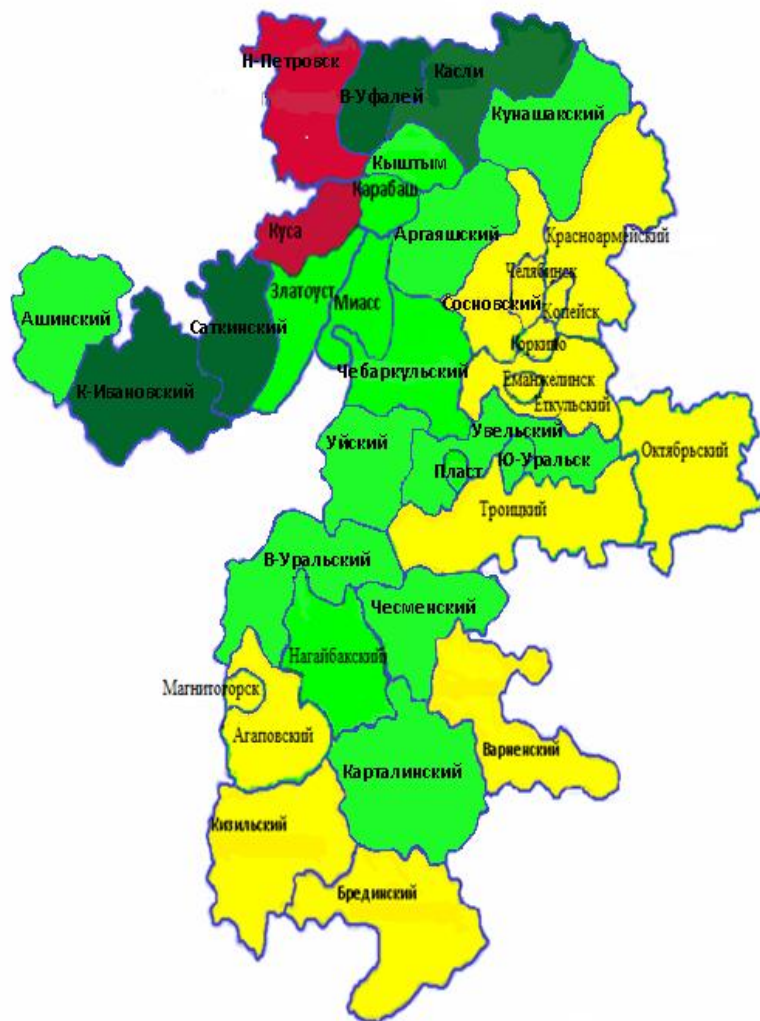 Н-Петровск
В-Уфалей
Касли
Кунашакский
Кыштым
Карабаш
Куса
Аргаяшский
Красноармейский
Челябинск
Златоуст
Миасс
Сосновский
Копейск
Ашинский
Саткинский
Коркино
Чебаркульский
Еманжелинск
К-Ивановский
Еткульский
Увельский
Уйский
Октябрьский
Ю-Уральск
Пласт
Троицкий
В-Уральский
Чесменский
Нагайбакский
Магнитогорск
Агаповский
Варненский
Карталинский
Кизильский
Брединский